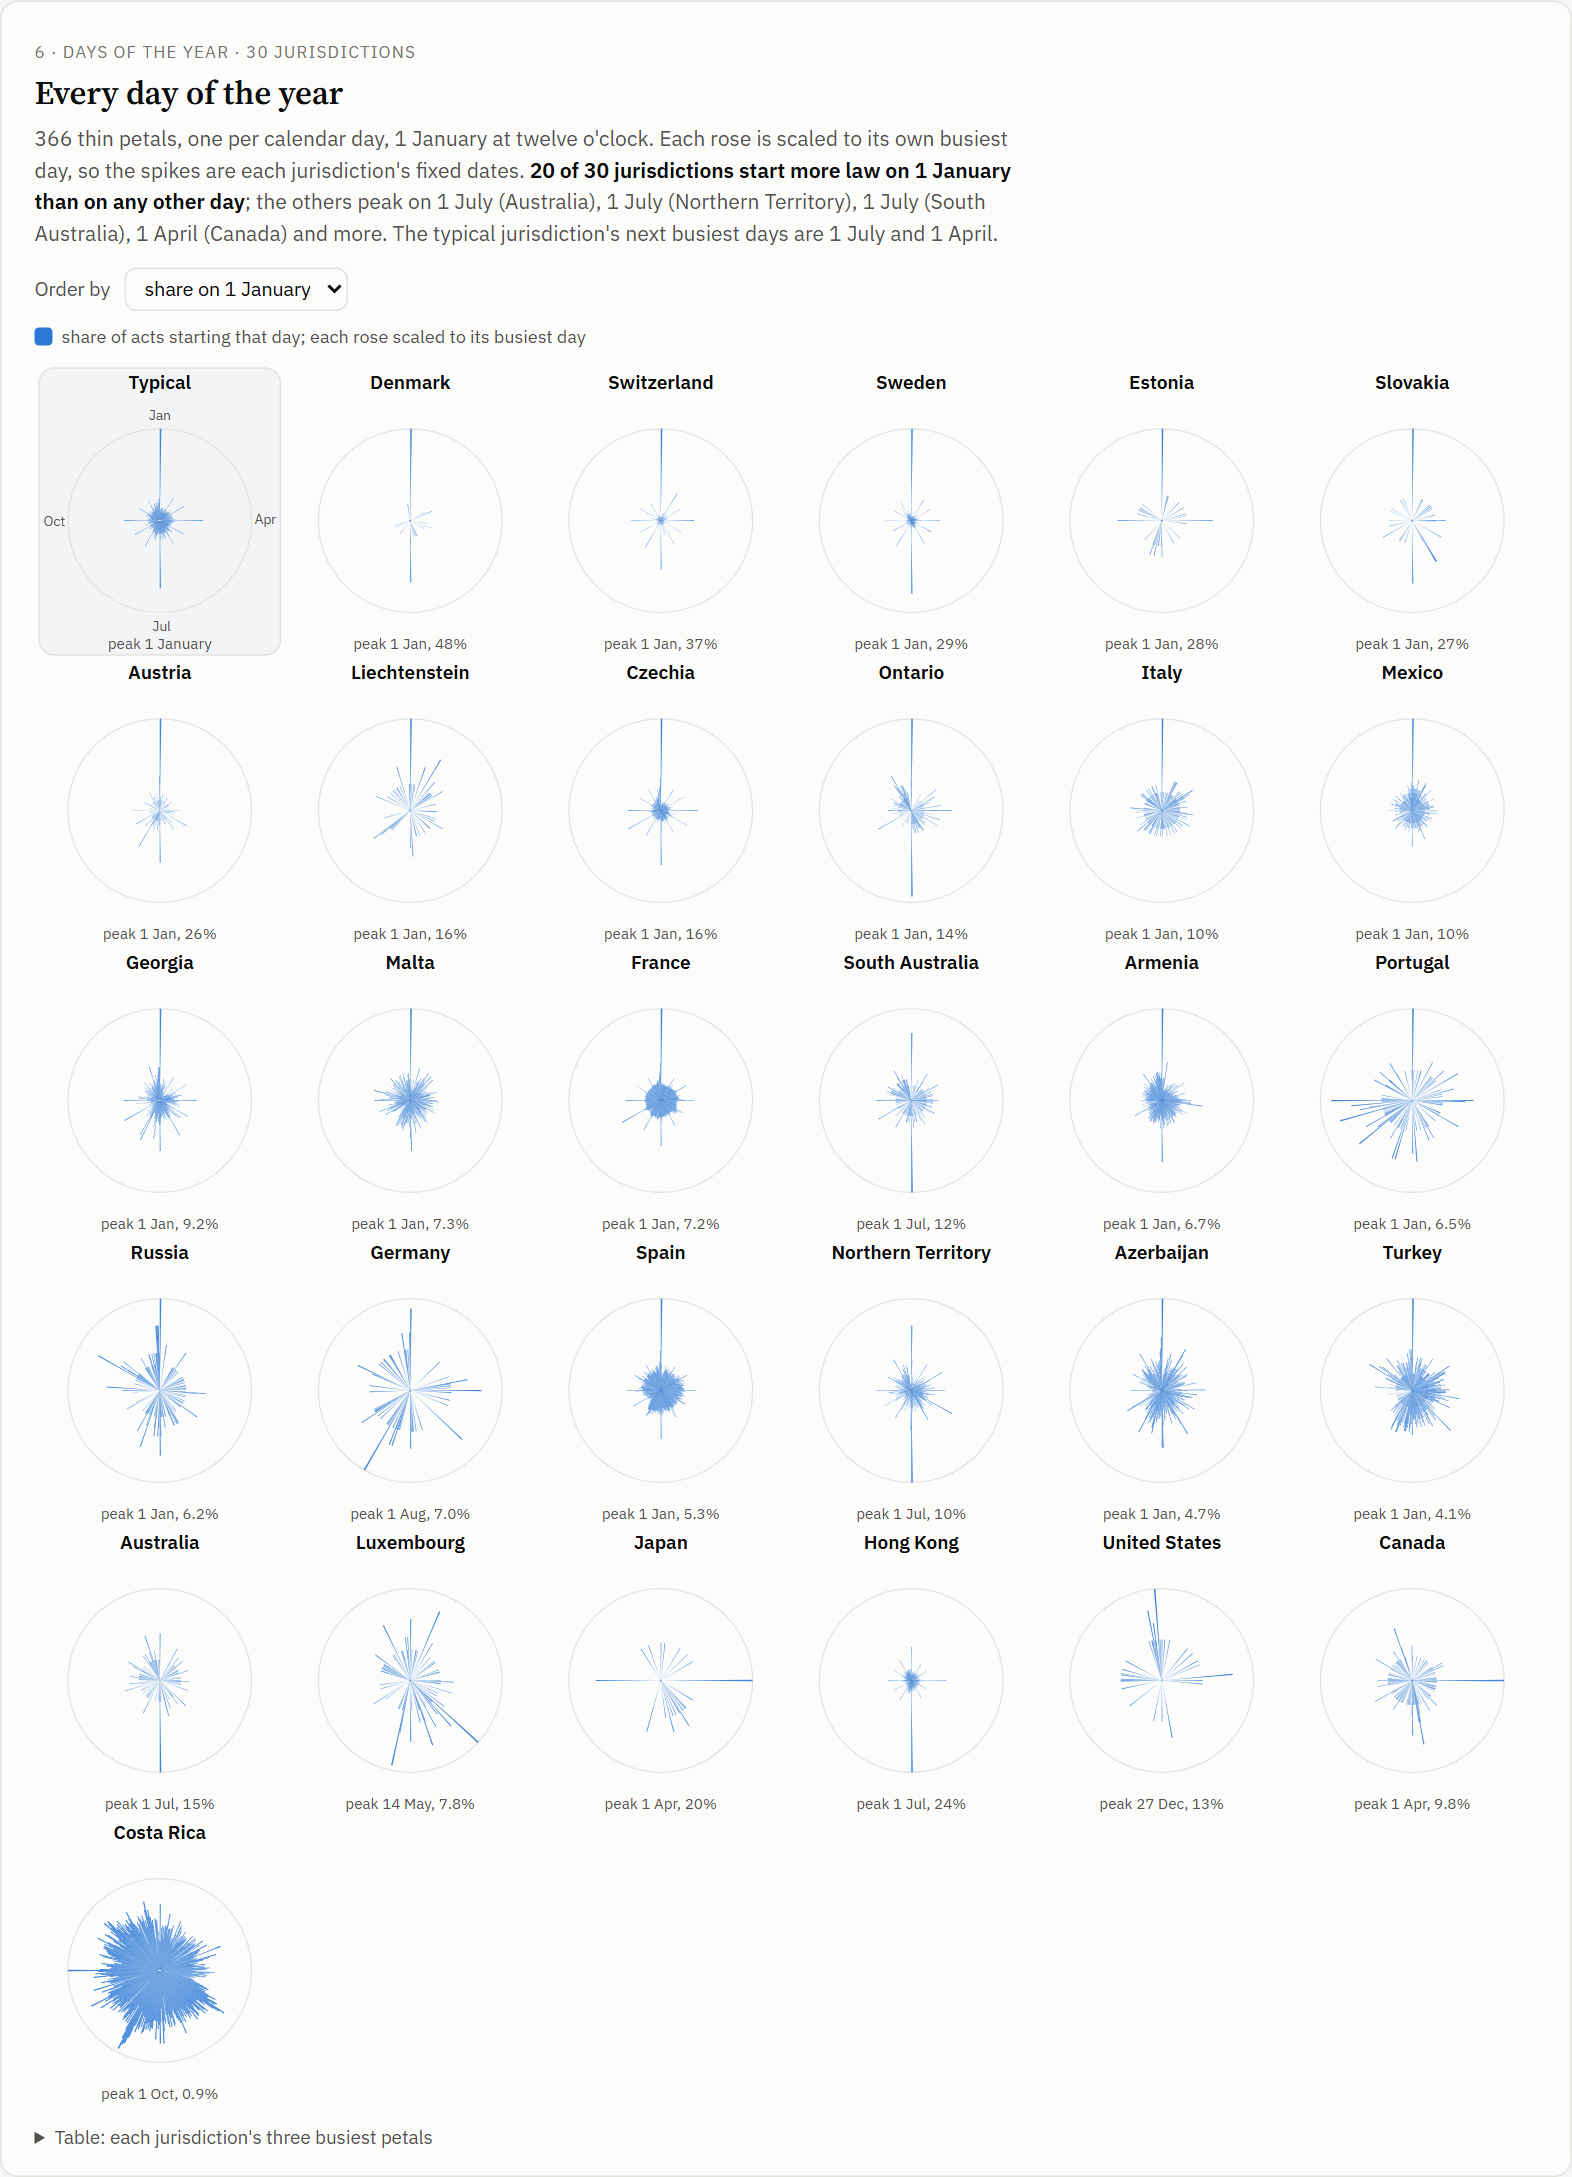 6 · DAYS OF THE YEAR · 30 JURISDICTIONS
Every day of the year
366 thin petals, one per calendar day, 1 January at twelve o'clock. Each rose is scaled to its own busiest
day, so the spikes are each jurisdiction's fixed dates. 20 of 30 jurisdictions start more law on 1 January
than on any other day; the others peak on 1 July (Australia), 1 July (Northern Territory), 1 July (South
Australia), 1 April (Canada) and more. The typical jurisdiction's next busiest days are 1 July and 1 April.
Order by share on 1 January
share of acts starting that day; each rose scaled to its busiest day
Typical Denmark Switzerland Sweden Estonia Slovakia
Jan
Oct Apr
Jul
peak 1 January peak 1 Jan, 48% peak 1 Jan, 37% peak 1 Jan, 29% peak 1 Jan, 28% peak 1 Jan, 27%
Austria Liechtenstein Czechia Ontario Italy Mexico
peak 1 Jan, 26% peak 1 Jan, 16% peak 1 Jan, 16% peak 1 Jan, 14% peak 1 Jan, 10% peak 1 Jan, 10%
Georgia Malta France South Australia Armenia Portugal
peak 1 Jan, 9.2% peak 1 Jan, 7.3% peak 1 Jan, 7.2% peak 1 Jul, 12% peak 1 Jan, 6.7% peak 1 Jan, 6.5%
Russia Germany Spain Northern Territory Azerbaijan Turkey
peak 1 Jan, 6.2% peak 1 Aug, 7.0% peak 1 Jan, 5.3% peak 1 Jul, 10% peak 1 Jan, 4.7% peak 1 Jan, 4.1%
Australia Luxembourg Japan Hong Kong United States Canada
peak 1 Jul, 15% peak 14 May, 7.8% peak 1 Apr, 20% peak 1 Jul, 24% peak 27 Dec, 13% peak 1 Apr, 9.8%
Costa Rica
peak 1 Oct, 0.9%
Table: each jurisdiction's three busiest petals